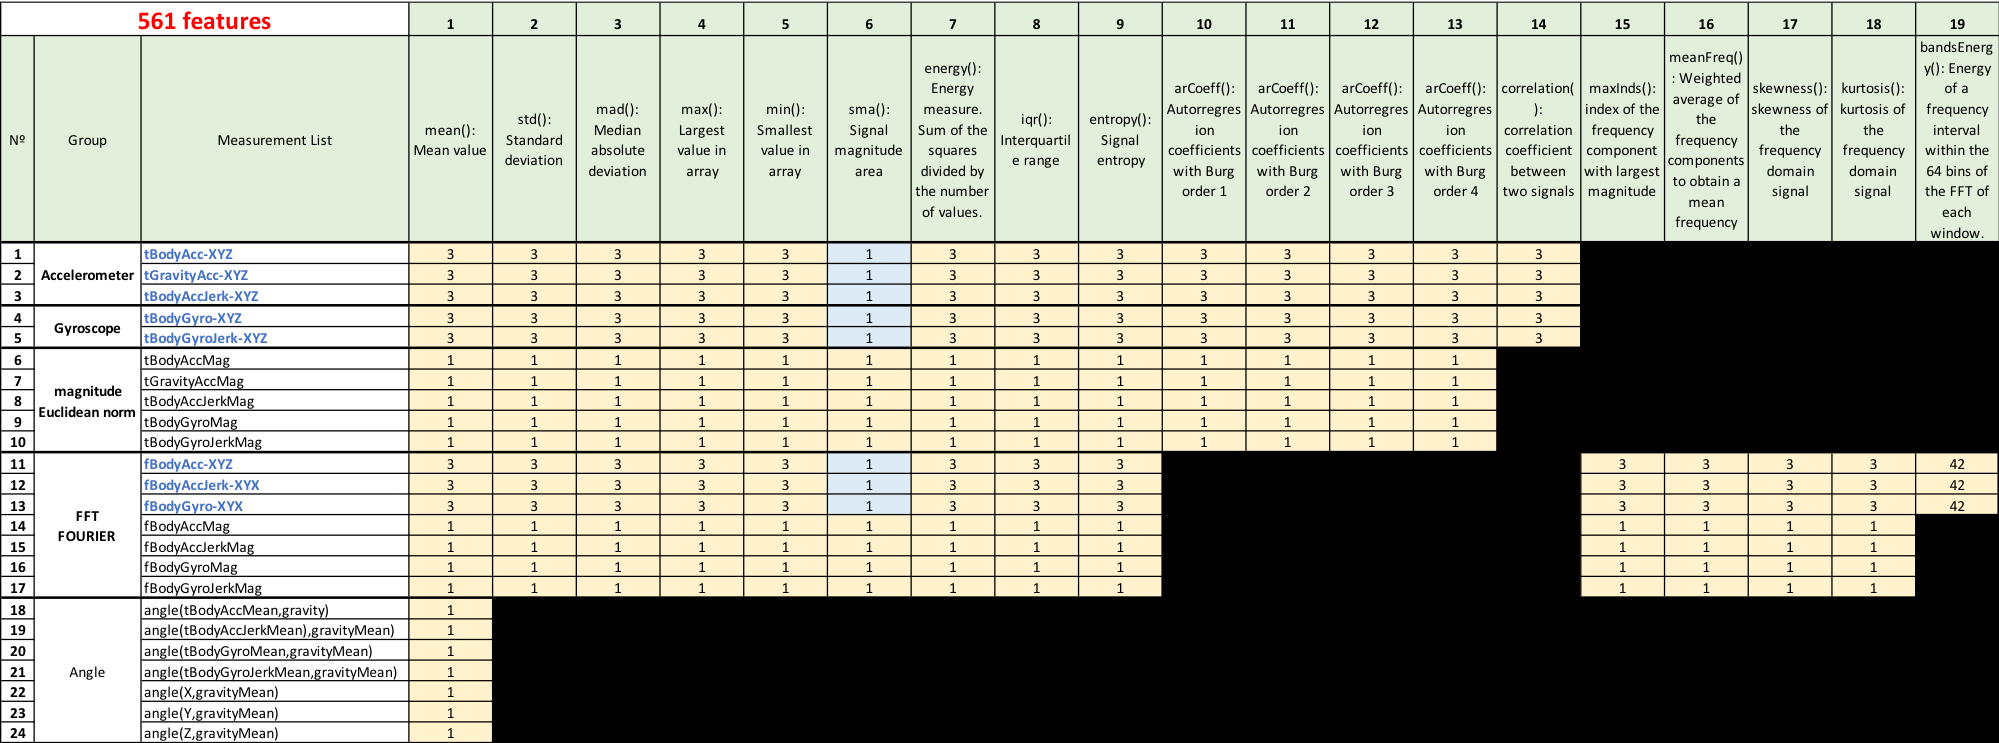 561 features 1 2 3 4 5 6 7 8 9 10 11 12 13 14 15 16 17 18 19
Nº
Group
Measurement List
mean():
Mean value
std():
Standard
deviation
mad():
Median
absolute
deviation
max():
Largest
value in
array
min():
Smallest
value in
array
sma():
Signal
magnitude
area
energy():
Energy
measure.
Sum of the
squares
divided by
the number
of values.
iqr():
Interquartil
e range
entropy():
Signal
entropy
arCoeff():
Autorregres
ion
coefficients
with Burg
order 1
arCoeff():
Autorregres
ion
coefficients
with Burg
order 2
arCoeff():
Autorregres
ion
coefficients
with Burg
order 3
arCoeff():
Autorregres
ion
coefficients
with Burg
order 4
correlation(
):
correlation
coefficient
between
two signals
maxInds():
index of the
frequency
component
with largest
magnitude
meanFreq()
: Weighted
average of
the
frequency
components
to obtain a
mean
frequency
skewness():
skewness of
the
frequency
domain
signal
kurtosis():
kurtosis of
the
frequency
domain
signal
bandsEnerg
y(): Energy
of a
frequency
interval
within the
64 bins of
the FFT of
each
window.
Accelerometer
1 tBodyAcc-XYZ 3 3 3 3 3 1 3 3 3 3 3 3 3 3
2 tGravityAcc-XYZ 3 3 3 3 3 1 3 3 3 3 3 3 3 3
3 tBodyAccJerk-XYZ 3 3 3 3 3 1 3 3 3 3 3 3 3 3
Gyroscope
4 tBodyGyro-XYZ 3 3 3 3 3 1 3 3 3 3 3 3 3 3
5 tBodyGyroJerk-XYZ 3 3 3 3 3 1 3 3 3 3 3 3 3 3
magnitude
Euclidean norm
6 tBodyAccMag 1 1 1 1 1 1 1 1 1 1 1 1 1
7 tGravityAccMag 1 1 1 1 1 1 1 1 1 1 1 1 1
8 tBodyAccJerkMag 1 1 1 1 1 1 1 1 1 1 1 1 1
9 tBodyGyroMag 1 1 1 1 1 1 1 1 1 1 1 1 1
10 tBodyGyroJerkMag 1 1 1 1 1 1 1 1 1 1 1 1 1
FFT
FOURIER
11 fBodyAcc-XYZ 3 3 3 3 3 1 3 3 3 3 3 3 3 42
12 fBodyAccJerk-XYX 3 3 3 3 3 1 3 3 3 3 3 3 3 42
13 fBodyGyro-XYX 3 3 3 3 3 1 3 3 3 3 3 3 3 42
14 fBodyAccMag 1 1 1 1 1 1 1 1 1 1 1 1 1
15 fBodyAccJerkMag 1 1 1 1 1 1 1 1 1 1 1 1 1
16 fBodyGyroMag 1 1 1 1 1 1 1 1 1 1 1 1 1
17 fBodyGyroJerkMag 1 1 1 1 1 1 1 1 1 1 1 1 1
Angle
18 angle(tBodyAccMean,gravity) 1
19 angle(tBodyAccJerkMean),gravityMean) 1
20 angle(tBodyGyroMean,gravityMean) 1
21 angle(tBodyGyroJerkMean,gravityMean) 1
22 angle(X,gravityMean) 1
23 angle(Y,gravityMean) 1
24 angle(Z,gravityMean) 1